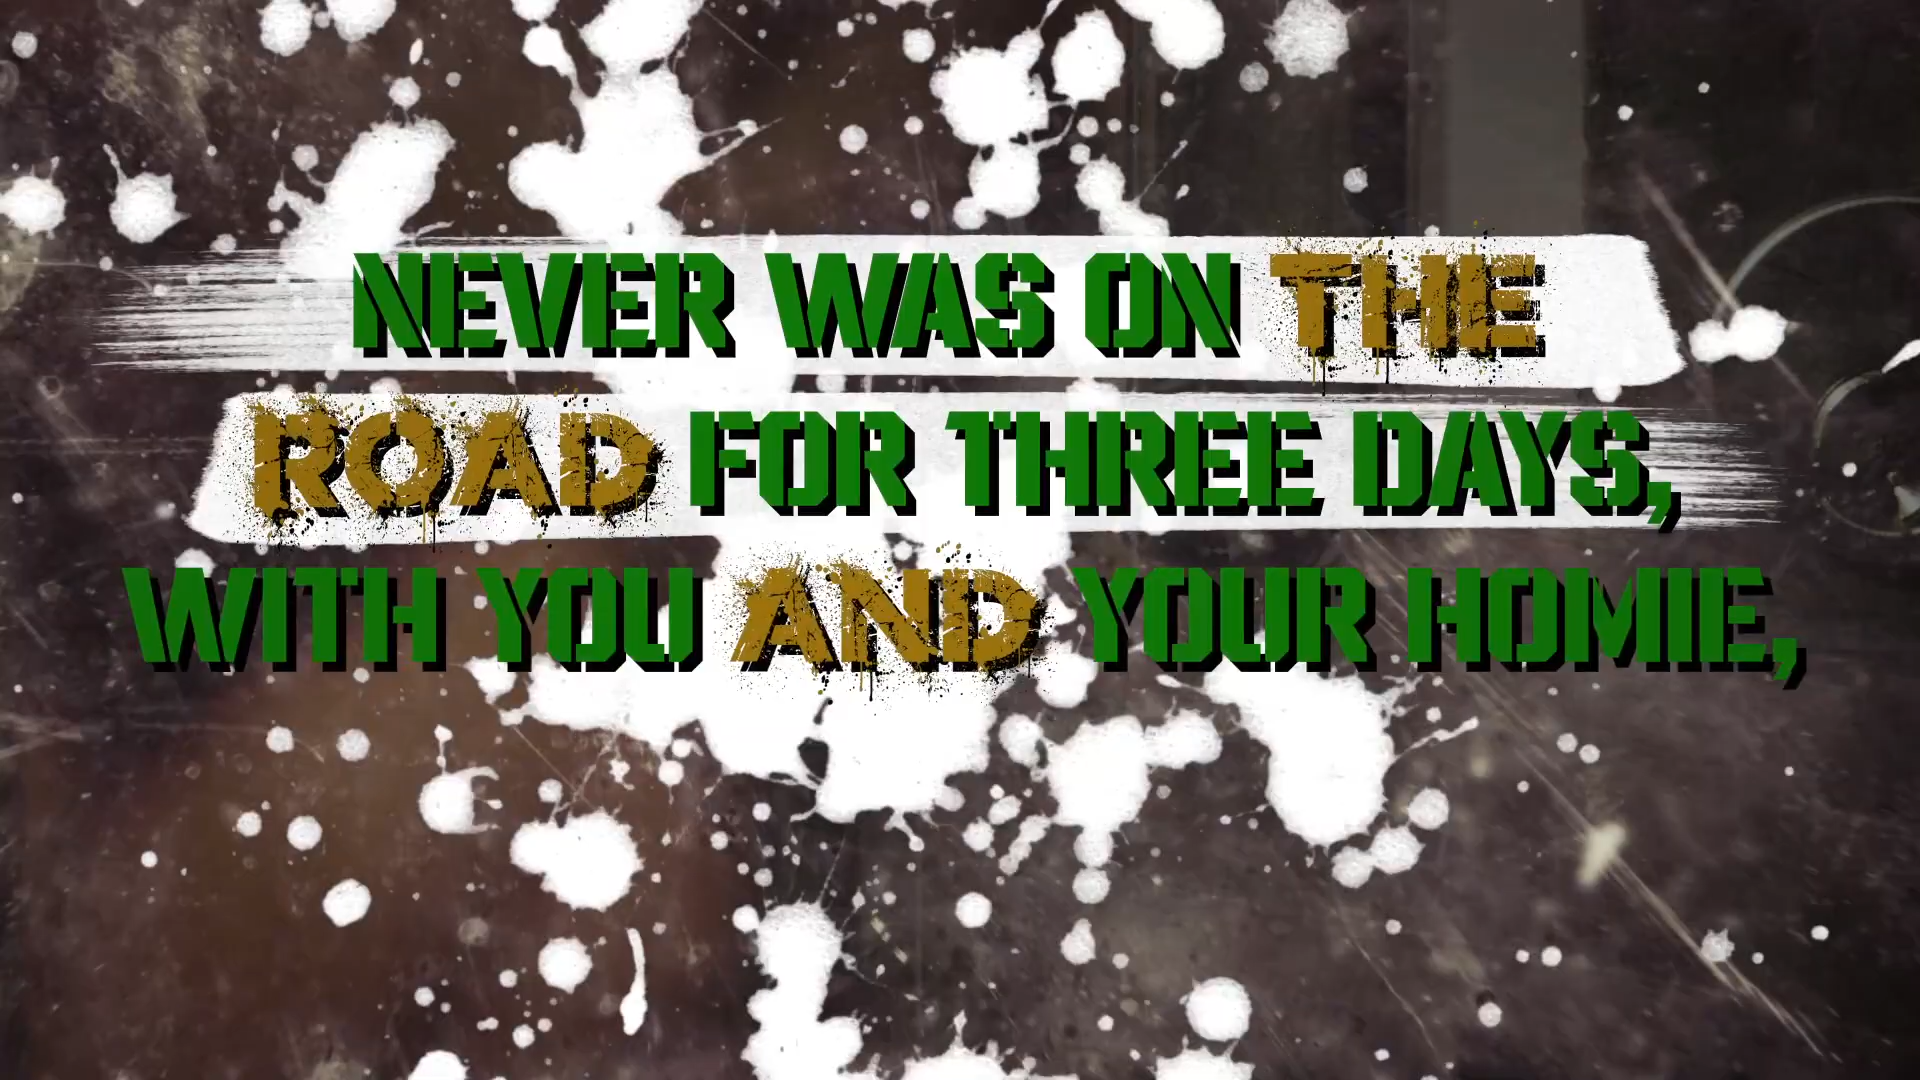 NEVER WAS ON THE
ROAD FOR THREE DAYS,
WITH YOU AND YOUR HOMIE,